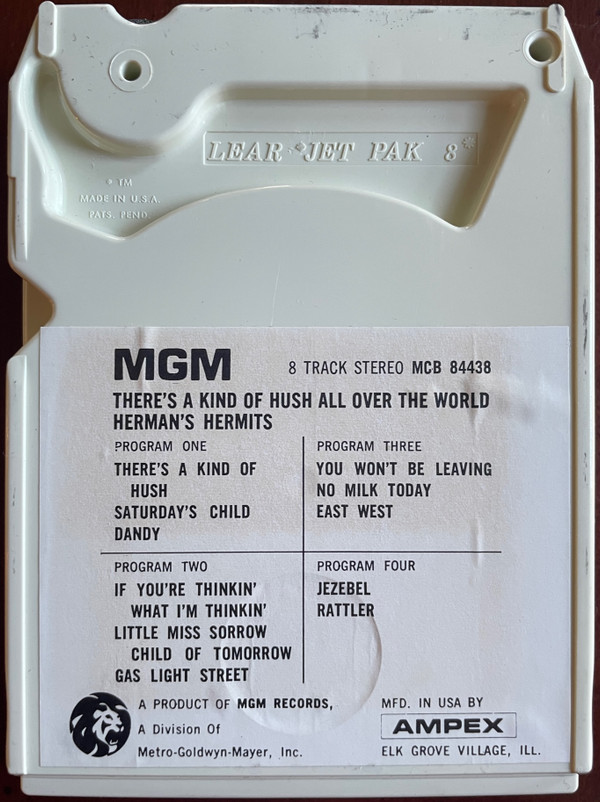 LEAR JET PAK 8
TM
MADE IN U.S.A.
PATS. PEND.
MGM
8 TRACK STEREO MCB 84438
THERE'S A KIND OF HUSH ALL OVER THE WORLD
HERMAN'S HERMITS
PROGRAM ONE
THERE'S A KIND OF
HUSH
SATURDAY'S CHILD
DANDY
PROGRAM THREE
YOU WON'T BE LEAVING
NO MILK TODAY
EAST WEST
PROGRAM TWO
IF YOU'RE THINKIN'
WHAT I'M THINKIN'
LITTLE MISS SORROW
CHILD OF TOMORROW
GAS LIGHT STREET
PROGRAM FOUR
JEZEBEL
RATTLER
A PRODUCT OF MGM RECORDS,
A Division Of
Metro-Goldwyn-Mayer, Inc.
MFD. IN USA BY
AMPEX
ELK GROVE VILLAGE, ILL.